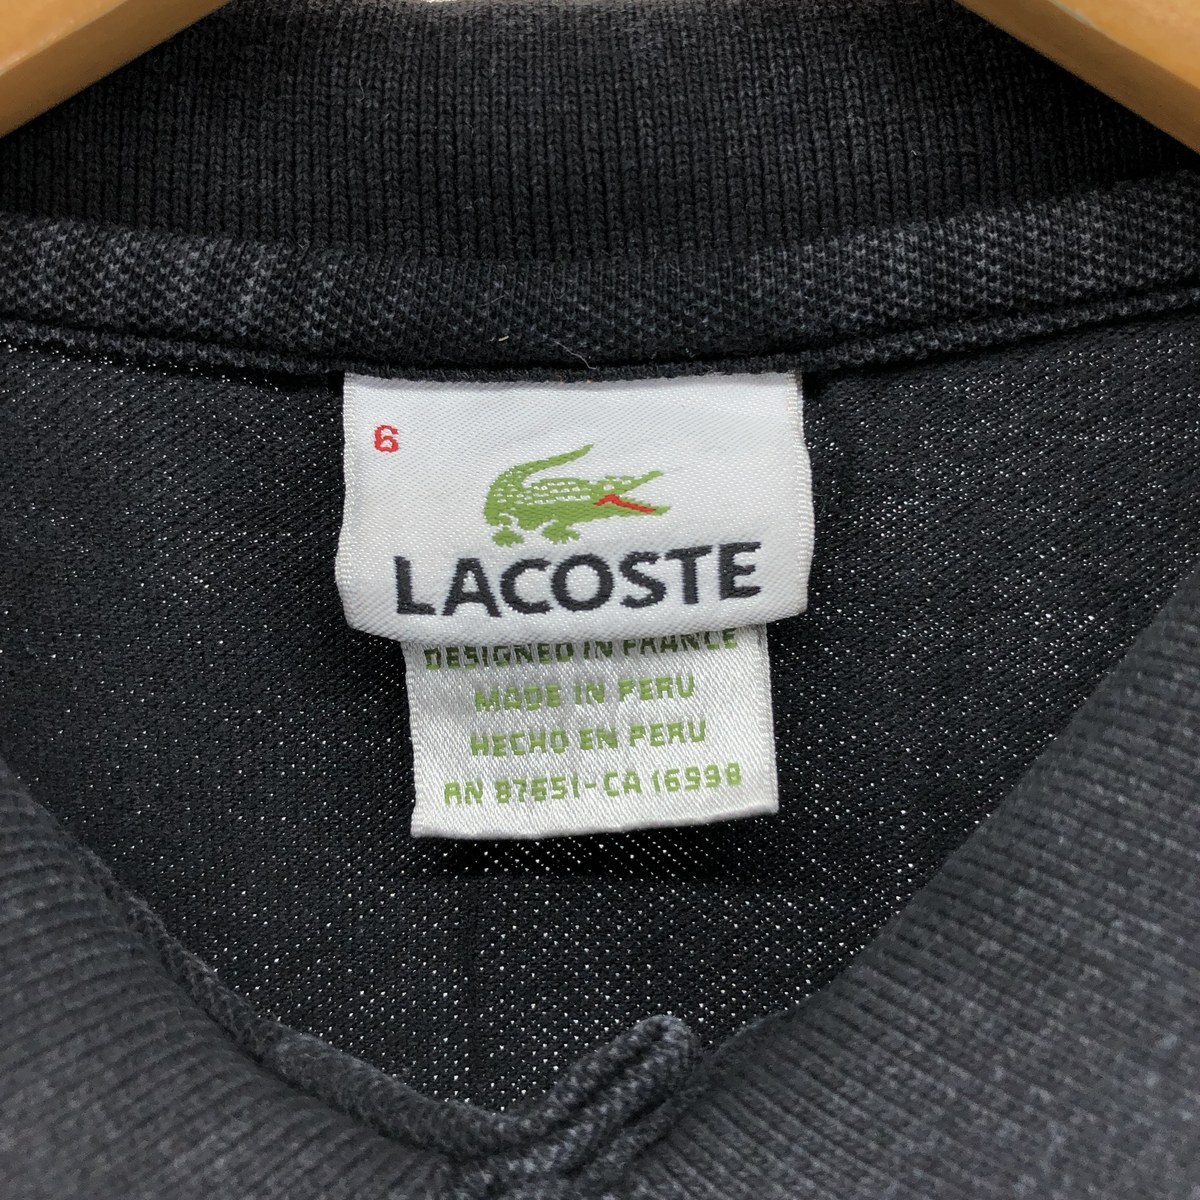 6
LACOSTE
DESIGNED IN FRANCE
MADE IN PERU
HECHO EN PERU
RN 87651-CA 16998